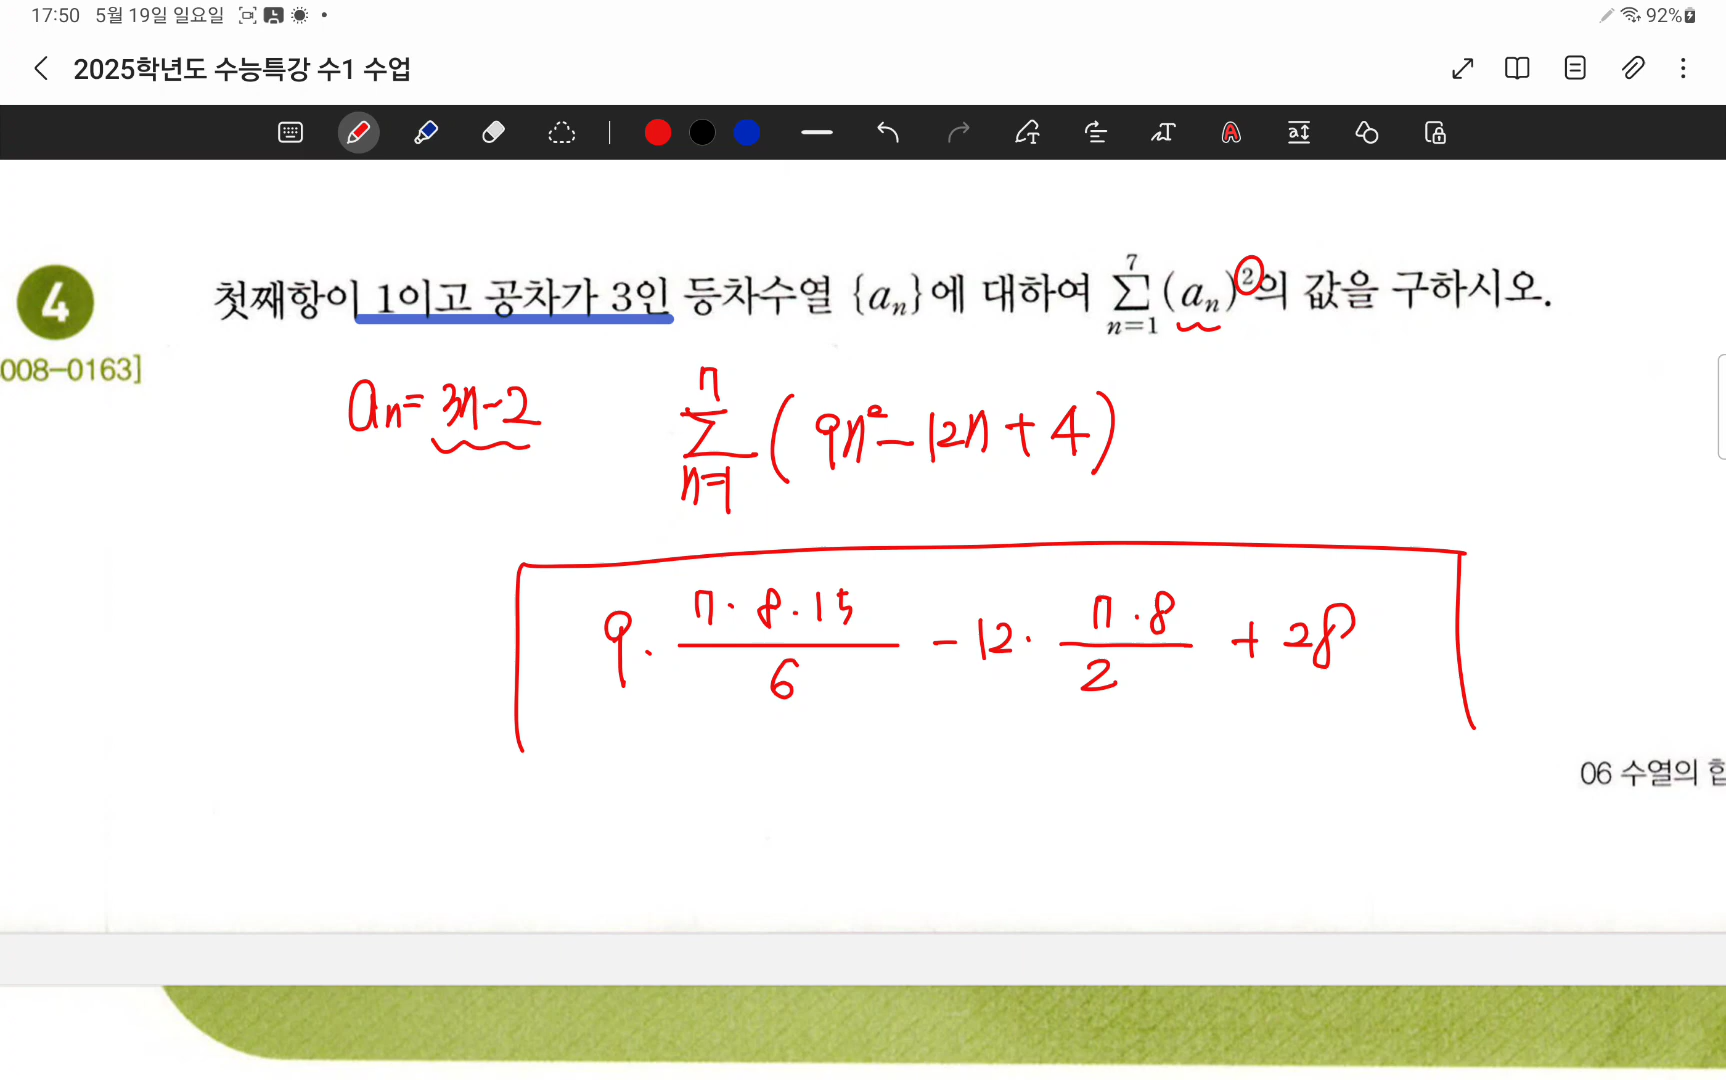 17:50 5월 19일 일요일 92%
2025학년도 수능특강 수1 수업
4
첫째항이 1이고 공차가 3인 등차수열 {aₙ}에 대하여 7 ∑ n=1 (aₙ)²의 값을 구하시오.
008-0163]
aₙ= 3n-2
7 ∑ n=1 ( 9n² - 12n + 4 )
9 · 7·8·15 / 6 - 12 · 7·8 / 2 + 28
06 수열의 합